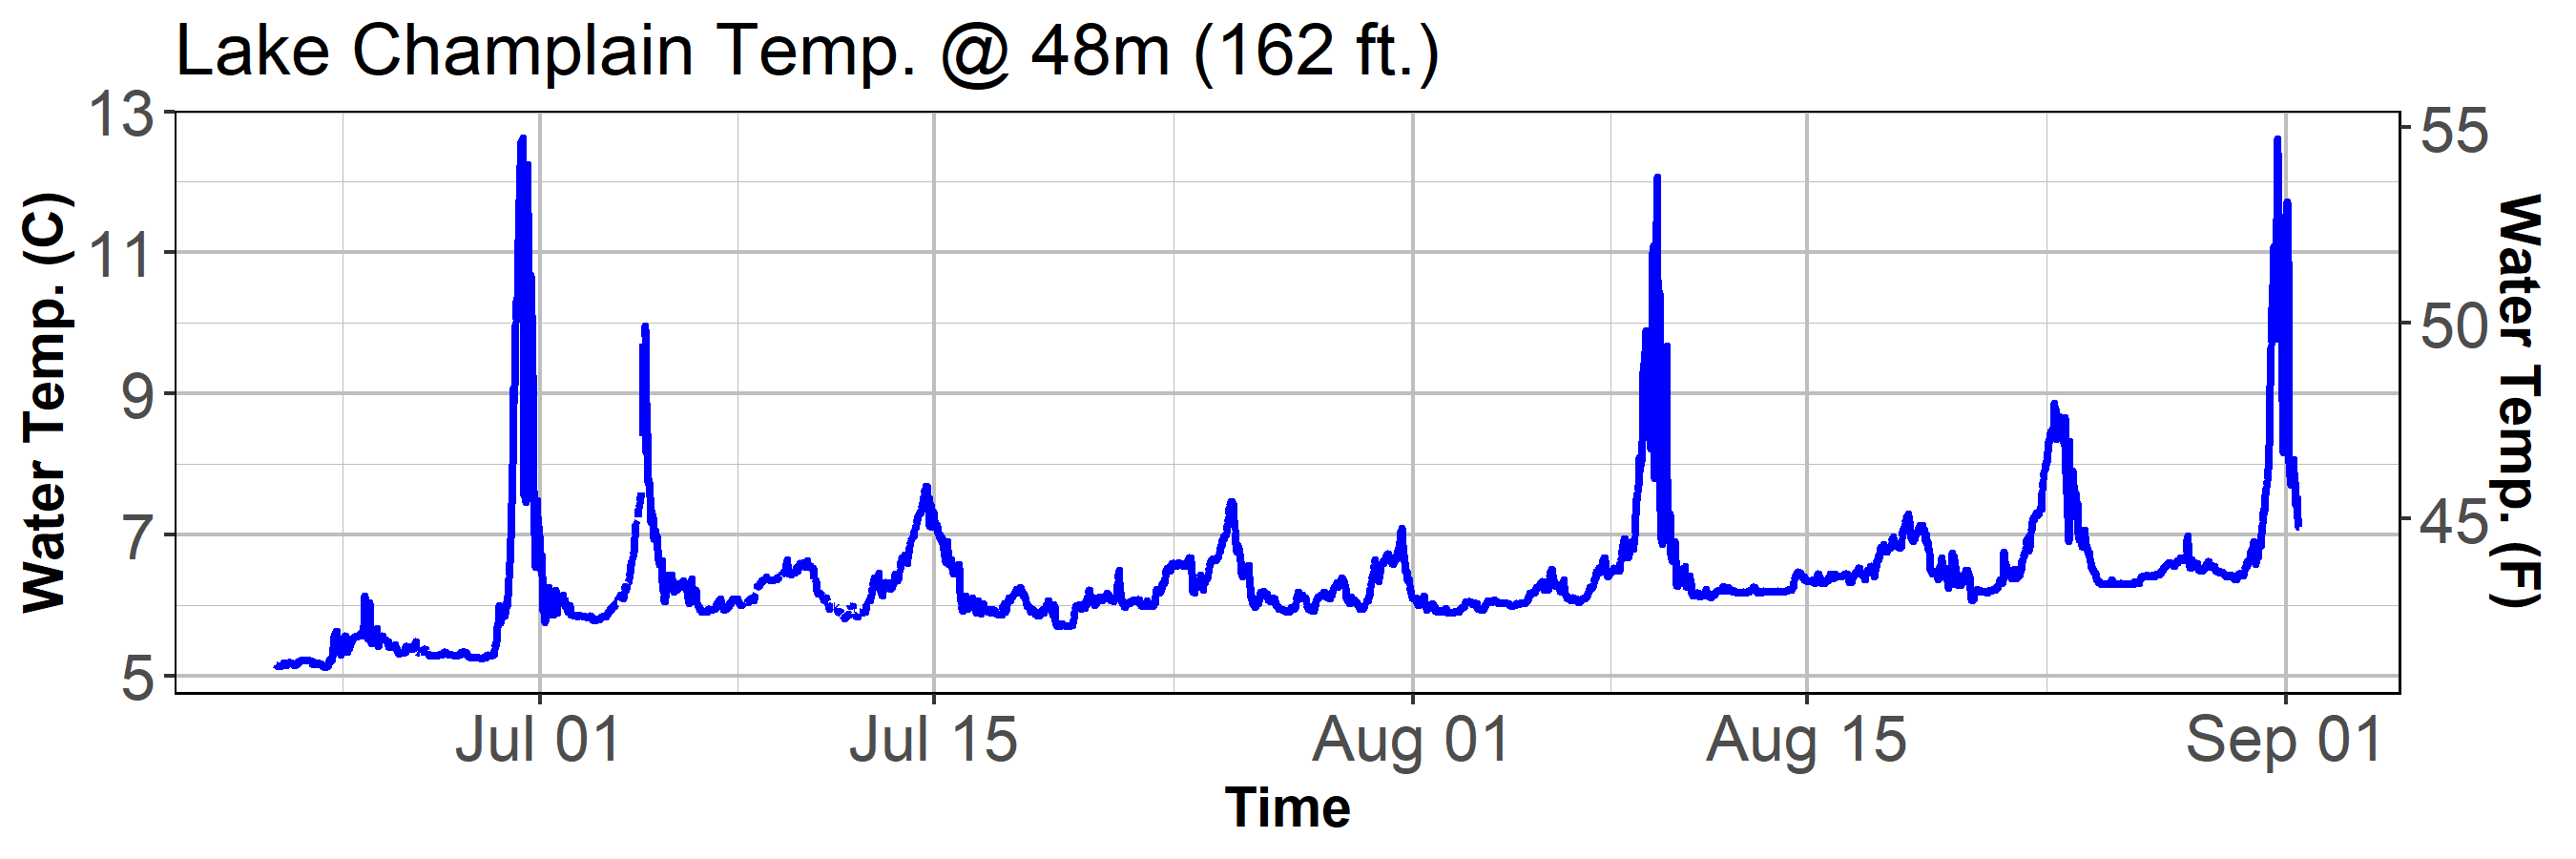 Lake Champlain Temp. @ 48m (162 ft.)
13
11
9
7
5
Water Temp. (C)
55
50
45
Water Temp. (F)
Jul 01 Jul 15 Aug 01 Aug 15 Sep 01
Time